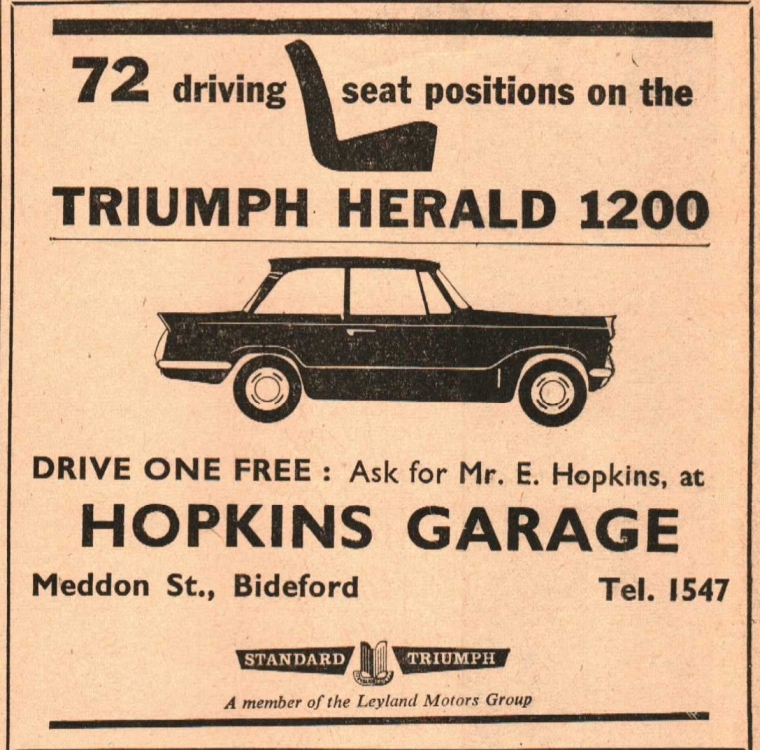 72 driving seat positions on the
TRIUMPH HERALD 1200
DRIVE ONE FREE : Ask for Mr. E. Hopkins, at
HOPKINS GARAGE
Meddon St., Bideford Tel. 1547
STANDARD TRIUMPH
A member of the Leyland Motors Group